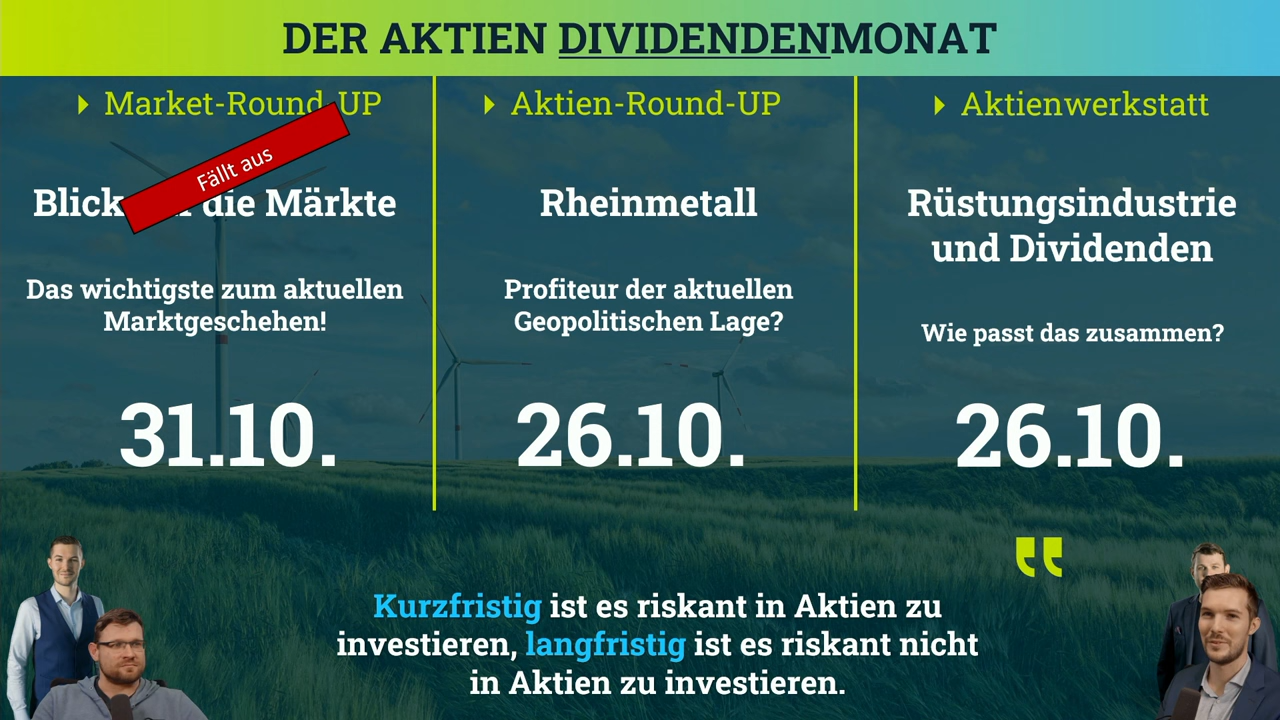 DER AKTIEN DIVIDENDENMONAT
Market-Round-UP
Fällt aus
Blick die Märkte
Das wichtigste zum aktuellen
Marktgeschehen!
31.10.
Aktien-Round-UP
Rheinmetall
Profiteur der aktuellen
Geopolitischen Lage?
26.10.
Aktienwerkstatt
Rüstungsindustrie
und Dividenden
Wie passt das zusammen?
26.10.
Kurzfristig ist es riskant in Aktien zu
investieren, langfristig ist es riskant nicht
in Aktien zu investieren.